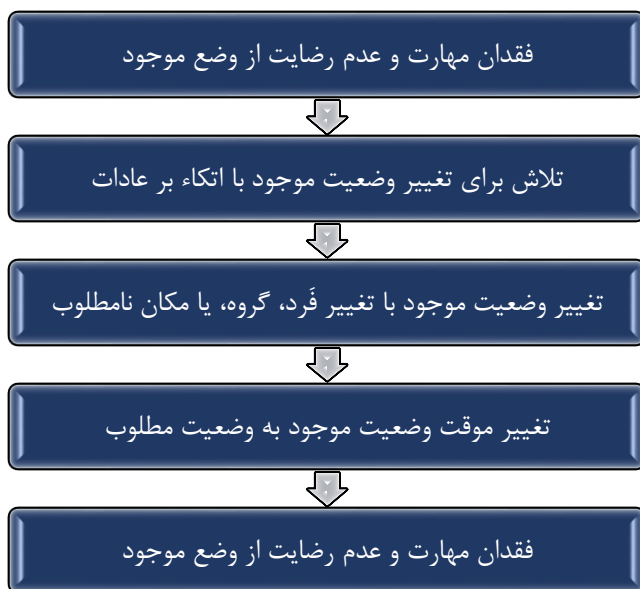 فقدان مهارت و عدم رضایت از وضع موجود
تلاش برای تغییر وضعیت موجود با اتکاء بر عادات
تغییر وضعیت موجود با تغییر فَرد، گروه، یا مکان نامطلوب
تغییر موقت وضعیت موجود به وضعیت مطلوب
فقدان مهارت و عدم رضایت از وضع موجود